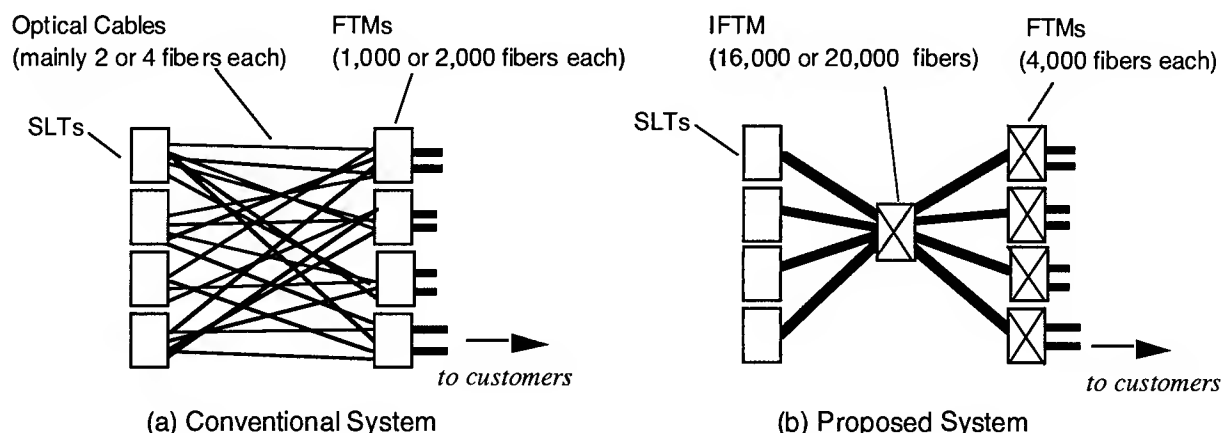 Optical Cables
(mainly 2 or 4 fibers each)
FTMs
(1,000 or 2,000 fibers each)
SLTs
to customers
(a) Conventional System
IFTM
(16,000 or 20,000 fibers)
FTMs
(4,000 fibers each)
SLTs
to customers
(b) Proposed System